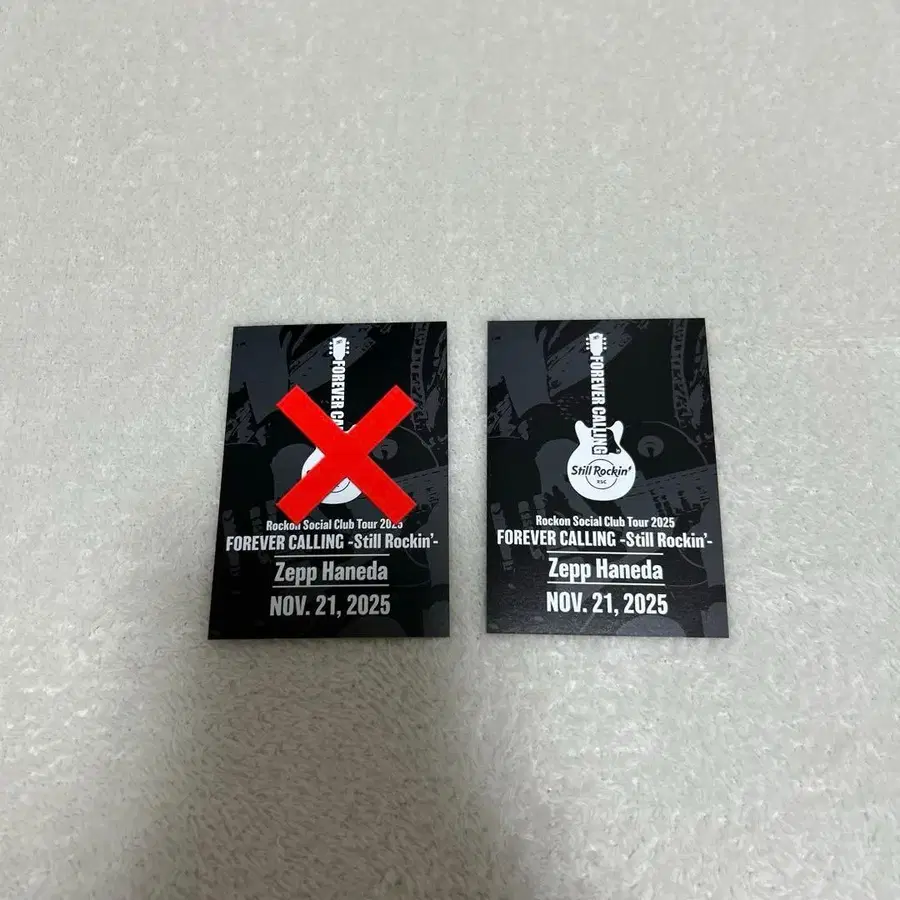 FOREVER CAL
Rockon Social Club Tour 2025
FOREVER CALLING -Still Rockin'-
Zepp Haneda
NOV. 21, 2025
FOREVER CALLING
Still Rockin'
RSC
Rockon Social Club Tour 2025
FOREVER CALLING -Still Rockin'-
Zepp Haneda
NOV. 21, 2025